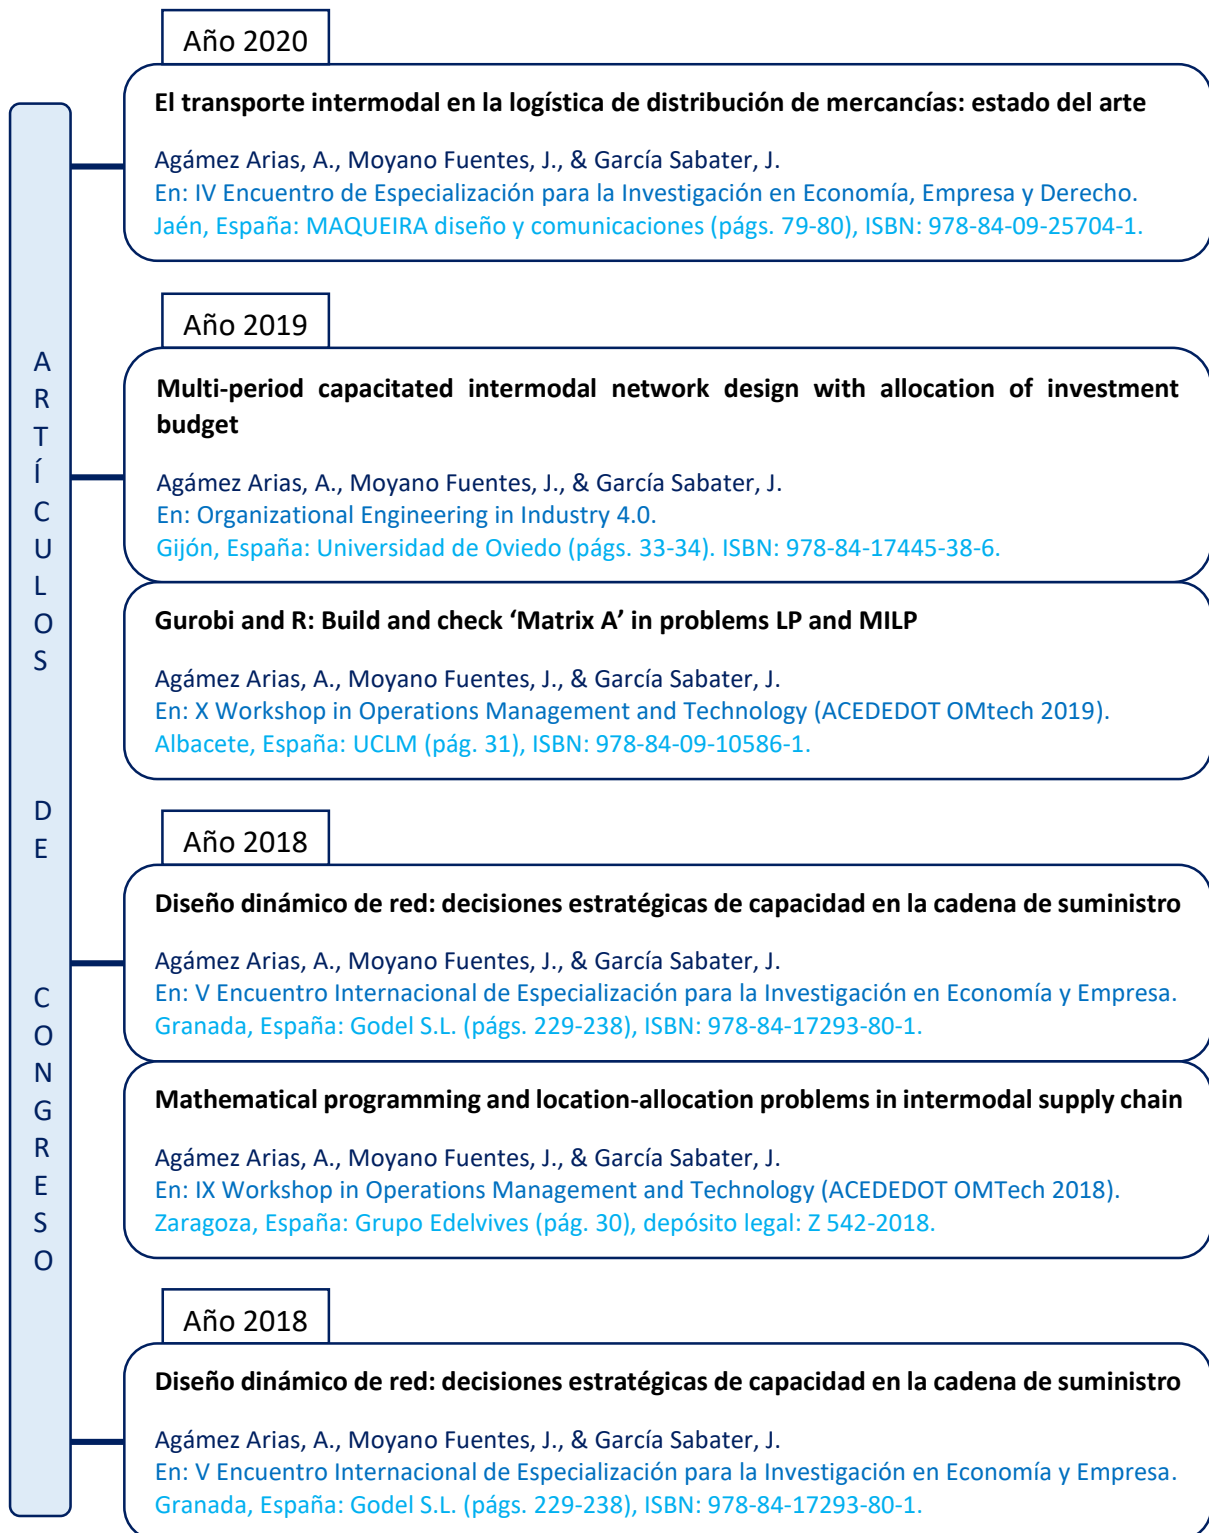 ARTÍCULOS DE CONGRESO
Año 2020
El transporte intermodal en la logística de distribución de mercancías: estado del arte
Agámez Arias, A., Moyano Fuentes, J., & García Sabater, J.
En: IV Encuentro de Especialización para la Investigación en Economía, Empresa y Derecho.
Jaén, España: MAQUEIRA diseño y comunicaciones (págs. 79-80), ISBN: 978-84-09-25704-1.
Año 2019
Multi-period capacitated intermodal network design with allocation of investment
budget
Agámez Arias, A., Moyano Fuentes, J., & García Sabater, J.
En: Organizational Engineering in Industry 4.0.
Gijón, España: Universidad de Oviedo (págs. 33-34). ISBN: 978-84-17445-38-6.
Gurobi and R: Build and check ‘Matrix A’ in problems LP and MILP
Agámez Arias, A., Moyano Fuentes, J., & García Sabater, J.
En: X Workshop in Operations Management and Technology (ACEDEDOT OMtech 2019).
Albacete, España: UCLM (pág. 31), ISBN: 978-84-09-10586-1.
Año 2018
Diseño dinámico de red: decisiones estratégicas de capacidad en la cadena de suministro
Agámez Arias, A., Moyano Fuentes, J., & García Sabater, J.
En: V Encuentro Internacional de Especialización para la Investigación en Economía y Empresa.
Granada, España: Godel S.L. (págs. 229-238), ISBN: 978-84-17293-80-1.
Mathematical programming and location-allocation problems in intermodal supply chain
Agámez Arias, A., Moyano Fuentes, J., & García Sabater, J.
En: IX Workshop in Operations Management and Technology (ACEDEDOT OMTech 2018).
Zaragoza, España: Grupo Edelvives (pág. 30), depósito legal: Z 542-2018.
Año 2018
Diseño dinámico de red: decisiones estratégicas de capacidad en la cadena de suministro
Agámez Arias, A., Moyano Fuentes, J., & García Sabater, J.
En: V Encuentro Internacional de Especialización para la Investigación en Economía y Empresa.
Granada, España: Godel S.L. (págs. 229-238), ISBN: 978-84-17293-80-1.